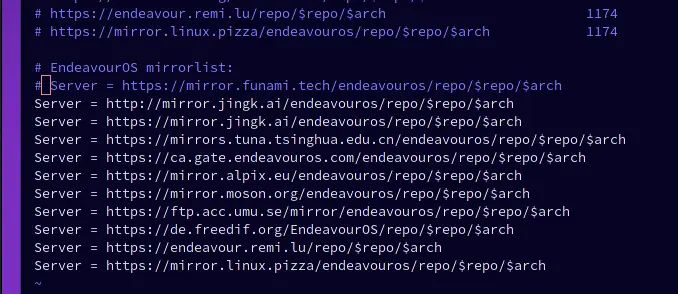 # https://endeavour.remi.lu/repo/$repo/$arch 1174
# https://mirror.linux.pizza/endeavouros/repo/$repo/$arch 1174
# EndeavourOS mirrorlist:
# Server = https://mirror.funami.tech/endeavouros/repo/$repo/$arch
Server = http://mirror.jingk.ai/endeavouros/repo/$repo/$arch
Server = https://mirror.jingk.ai/endeavouros/repo/$repo/$arch
Server = https://mirrors.tuna.tsinghua.edu.cn/endeavouros/repo/$repo/$arch
Server = https://ca.gate.endeavouros.com/endeavouros/repo/$repo/$arch
Server = https://mirror.alpix.eu/endeavouros/repo/$repo/$arch
Server = https://mirror.moson.org/endeavouros/repo/$repo/$arch
Server = https://ftp.acc.umu.se/mirror/endeavouros/repo/$repo/$arch
Server = https://de.freedif.org/EndeavourOS/repo/$repo/$arch
Server = https://endeavour.remi.lu/repo/$repo/$arch
Server = https://mirror.linux.pizza/endeavouros/repo/$repo/$arch
~